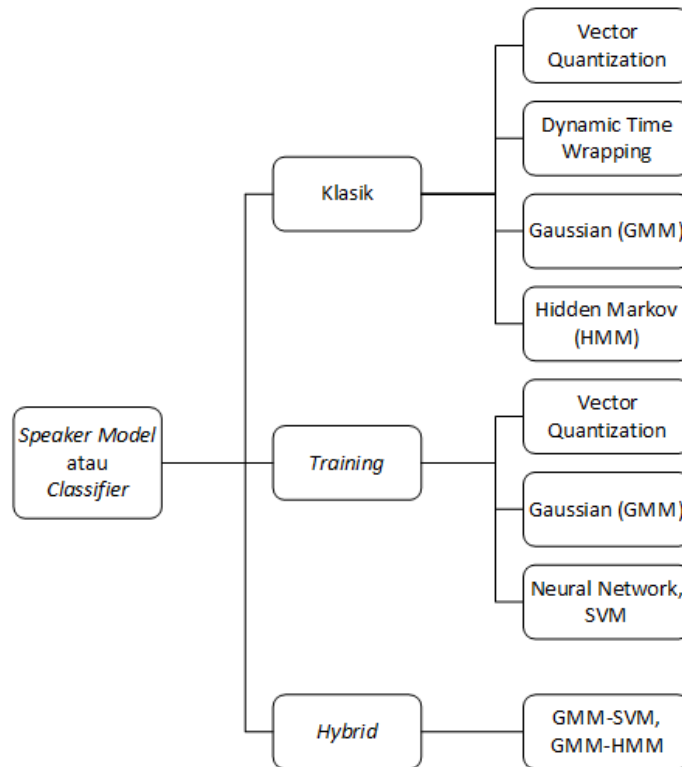 Vector
Quantization
Dynamic Time
Wrapping
Klasik
Gaussian (GMM)
Hidden Markov
(HMM)
Speaker Model
atau
Classifier
Training
Vector
Quantization
Gaussian (GMM)
Neural Network,
SVM
Hybrid
GMM-SVM,
GMM-HMM